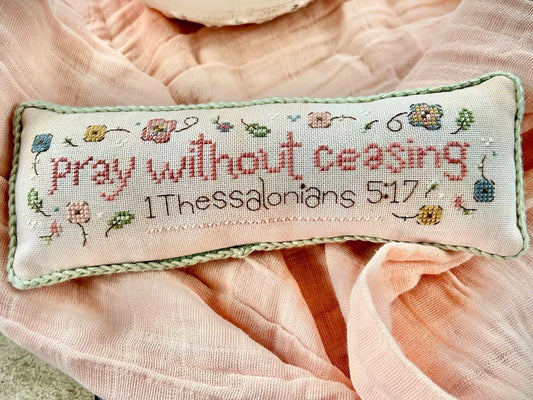 pray without ceasing
1 Thessalonians 5:17